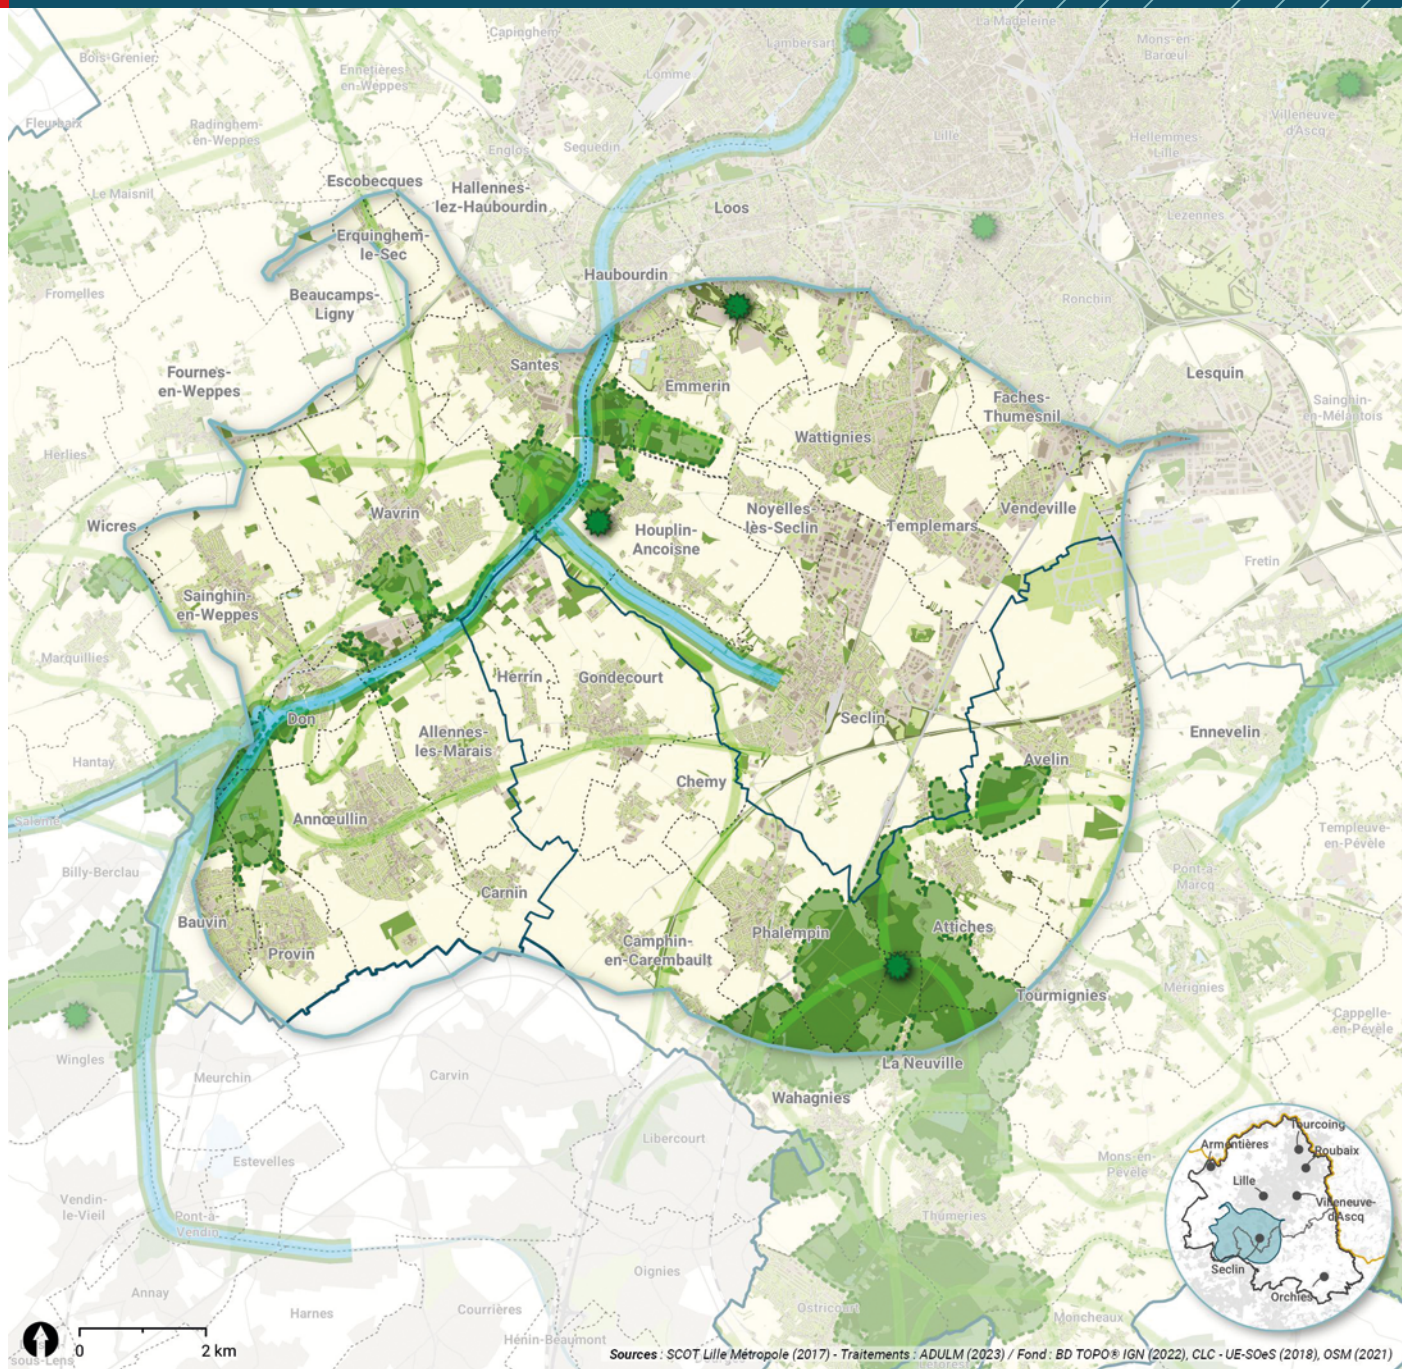 La Madeleine
Capinghem
Lambersart
Mons-en-
Barœul
Bois-Grenier
Ennetières-
en-Weppes
Lomme
Villeneuve
d'Ascq
Fleurbaix
Radinghem-
en-Weppes
Englos
Sequedin
Lille
Hellemmes-
Lille
Le Maisnil
Escobecques
Hallennes-
lez-Haubourdin
Loos
Lezennes
Erquinghem-
le-Sec
Haubourdin
Fromelles
Beaucamps-
Ligny
Ronchin
Santes
Emmerin
Fournes-
en-Weppes
Lesquin
Faches-
Thumesnil
Sainghin-
en-Mélantois
Herlies
Wattignies
Wicres
Wavrin
Houplin-
Ancoisne
Noyelles-
lès-Seclin
Templemars
Vendeville
Fretin
Sainghin-
en-Weppes
Marquillies
Herrin
Gondecourt
Don
Allennes-
les-Marais
Seclin
Ennevelin
Hantay
Avelin
Chemy
Salomé
Annœullin
Templeuve-
en-Pévèle
Billy-Berclau
Pont-à-
Marcq
Carnin
Bauvin
Provin
Camphin-
en-Carembault
Phalempin
Attiches
Tourmignies
Mérignies
Cappelle-
en-Pévèle
Wingles
Meurchin
Carvin
La Neuville
Wahagnies
Libercourt
Mons-en-
Pévèle
Estevelles
Vendin-
le-Vieil
Pont-à-
Vendin
Thumeries
Oignies
Annay
Harnes
Courrières
Ostricourt
Moncheaux
Hénin-Beaumont
sous-Lens
Tourcoing
Armentières
Roubaix
Lille
Villeneuve-
d'Ascq
Seclin
Orchies
0 2 km
Sources : SCOT Lille Métropole (2017) - Traitements : ADULM (2023) / Fond : BD TOPO® IGN (2022), CLC - UE-SOeS (2018), OSM (2021)